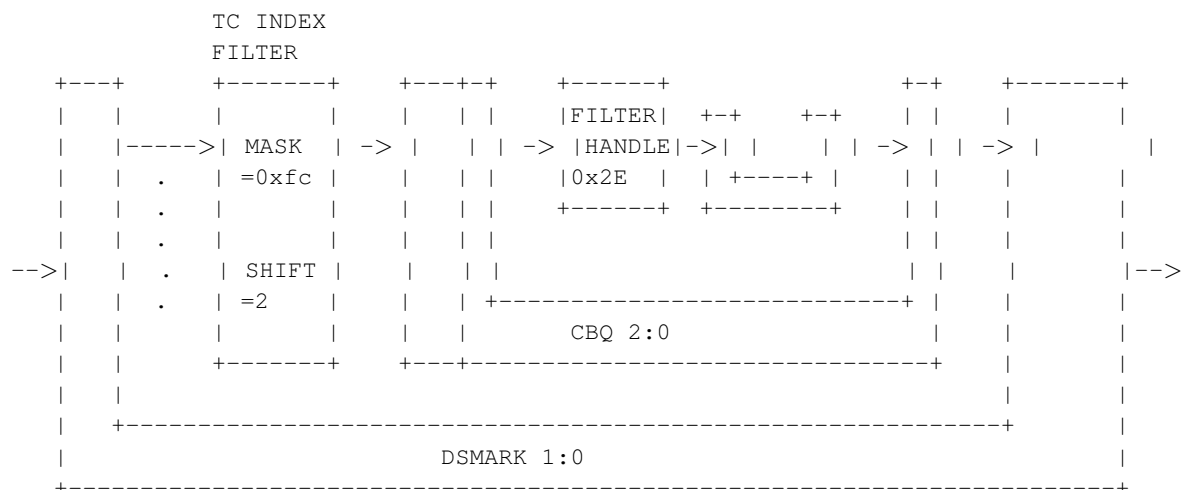 TC INDEX
             FILTER
   +---+      +-------+    +---+-+    +------+               +-+    +-------+
   |   |      |       |    |   | |    |FILTER|  +-+    +-+   | |    |       |
   |   |----->| MASK  | -> |   | | -> |HANDLE|->| |    | | -> | | -> |       |
   |   |  .   | =0xfc |    |   | |    |0x2E  |  | +----+ |   | |    |       |
   |   |  .   |       |    |   | |    +------+  +--------+   | |    |       |
   |   |  .   |       |    |   | |                           | |    |       |
-->|   |  .   | SHIFT |    |   | |                           | |    |       |-->
   |   |  .   | =2    |    |   | +----------------------------+ |    |       |
   |   |      |       |    |   |       CBQ 2:0                |    |       |
   |   |      +-------+    +---+--------------------------------+    |       |
   |   |                                                          |       |
   |   +-------------------------------------------------------------+       |
   |                          DSMARK 1:0                                   |
   +-------------------------------------------------------------------------+